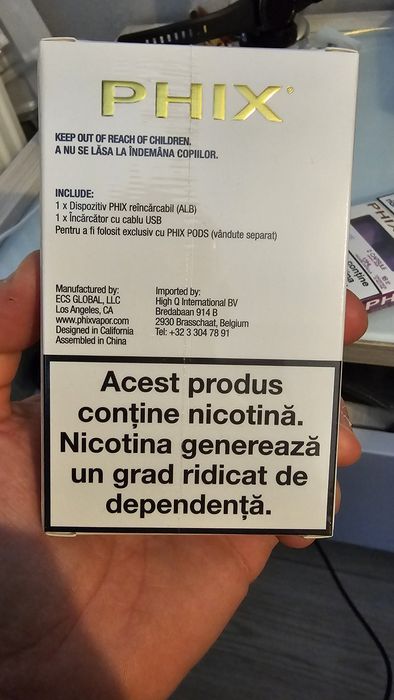 PHIX
KEEP OUT OF REACH OF CHILDREN.
A NU SE LĂSA LA ÎNDEMÂNA COPIILOR.
INCLUDE:
1 x Dispozitiv PHIX reîncărcabil (ALB)
1 x Încărcător cu cablu USB
Pentru a fi folosit exclusiv cu PHIX PODS (vândute separat)
Manufactured by:
ECS GLOBAL, LLC
Los Angeles, CA
www.phixvapor.com
Designed in California
Assembled in China
Imported by:
High Q International BV
Bredabaan 914 B
2930 Brasschaat, Belgium
Tel: +32 3 304 78 91
Acest produs
conține nicotină.
Nicotina generează
un grad ridicat de
dependență.
PHIX
conține